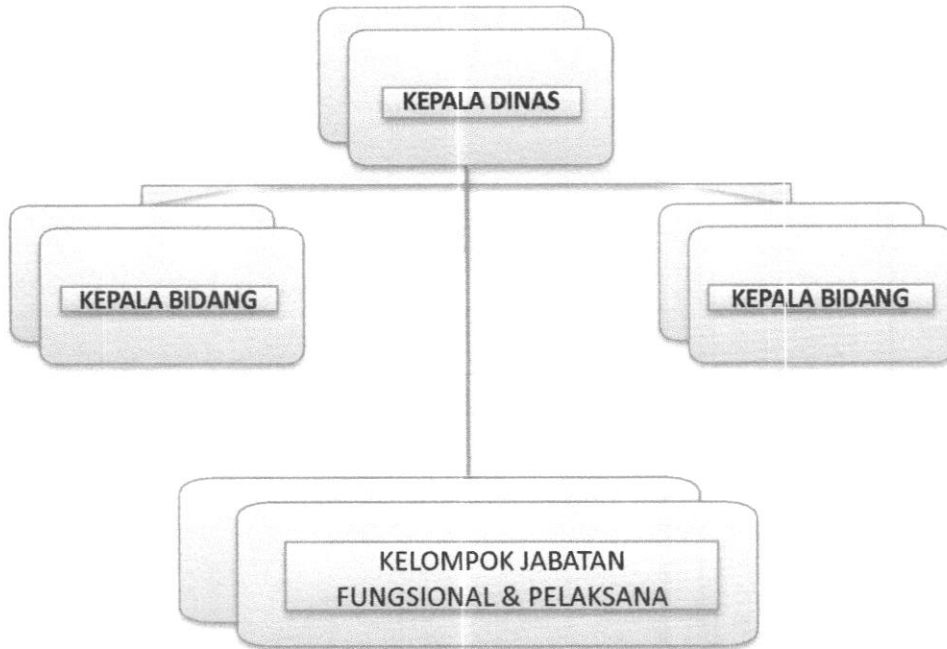 KEPALA DINAS
KEPALA BIDANG
KEPALA BIDANG
KELOMPOK JABATAN
FUNGSIONAL & PELAKSANA